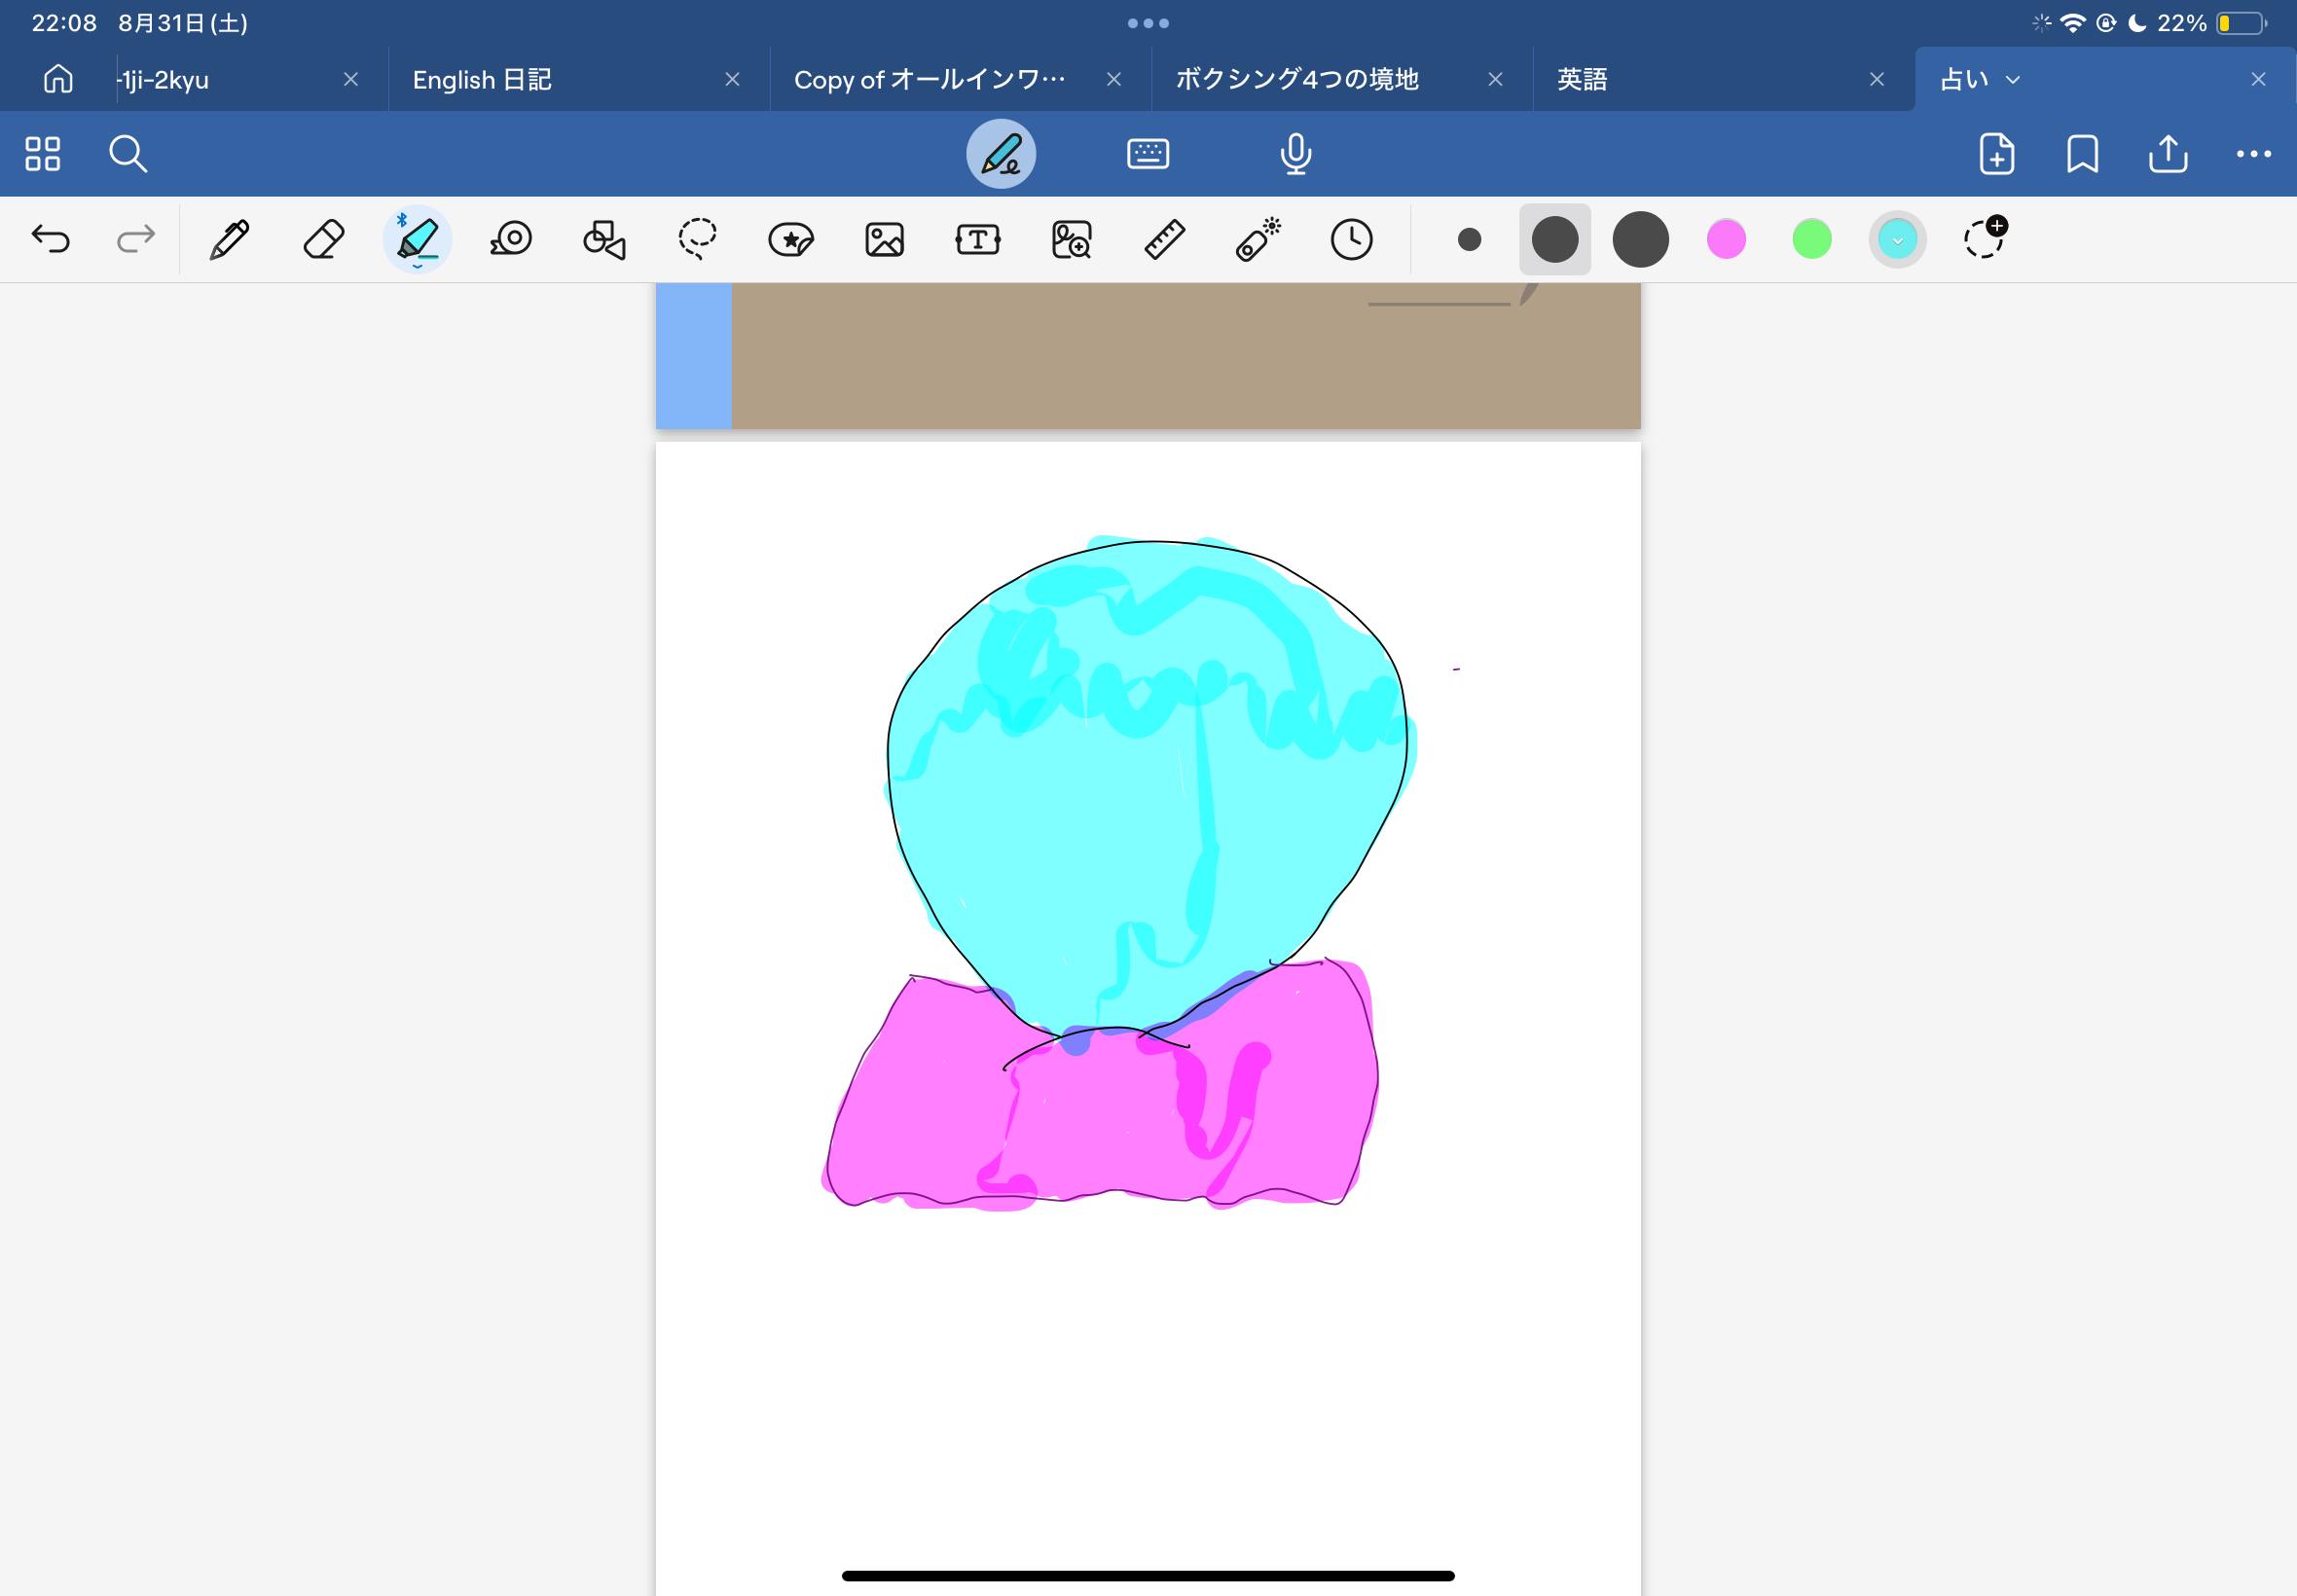 22:08 8月31日(土) 22%
-1ji-2kyu English 日記 Copy of オールインワ… ボクシング4つの境地 英語 占い